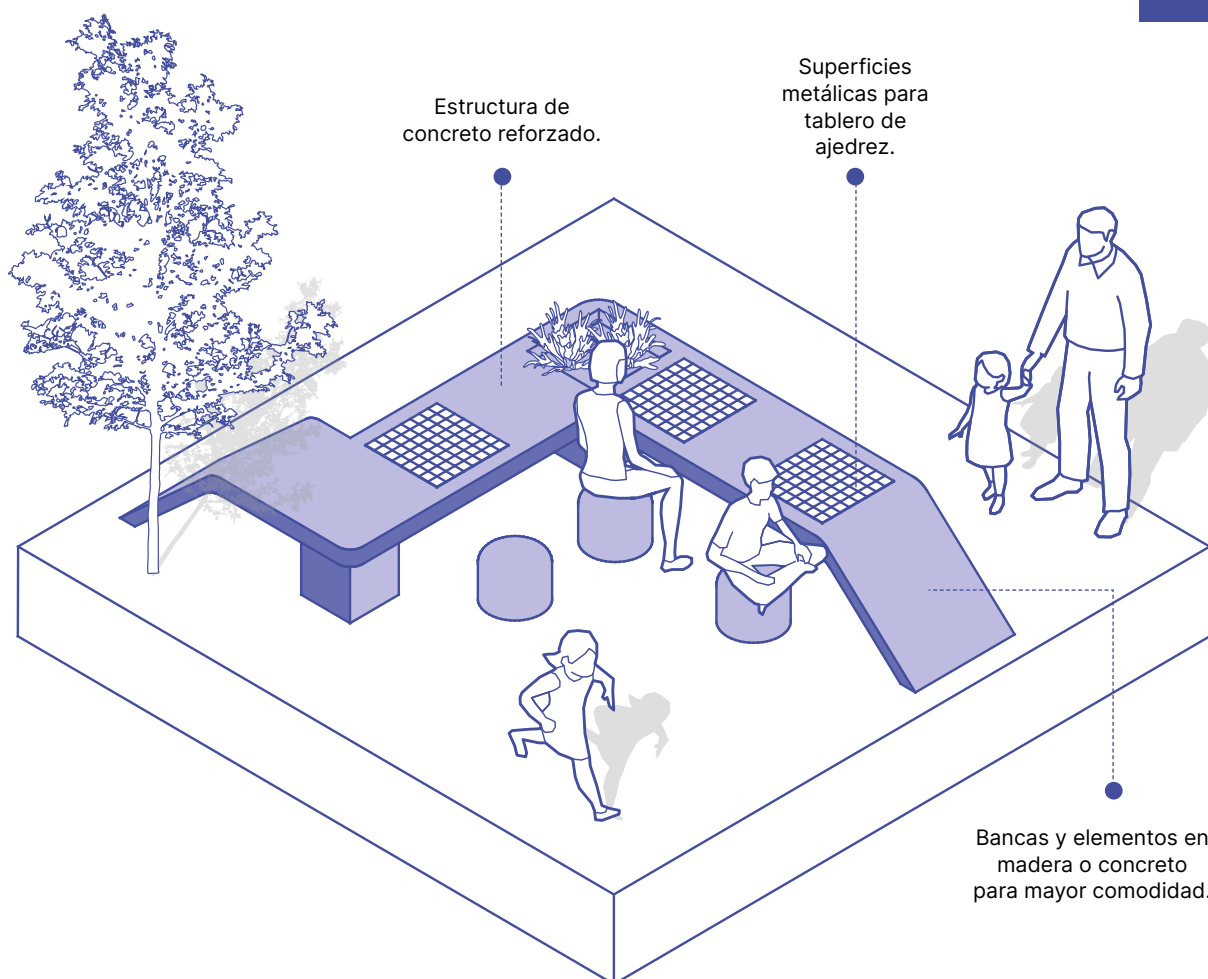 Estructura de
concreto reforzado.
Superficies
metálicas para
tablero de
ajedrez.
Bancas y elementos en
madera o concreto
para mayor comodidad.